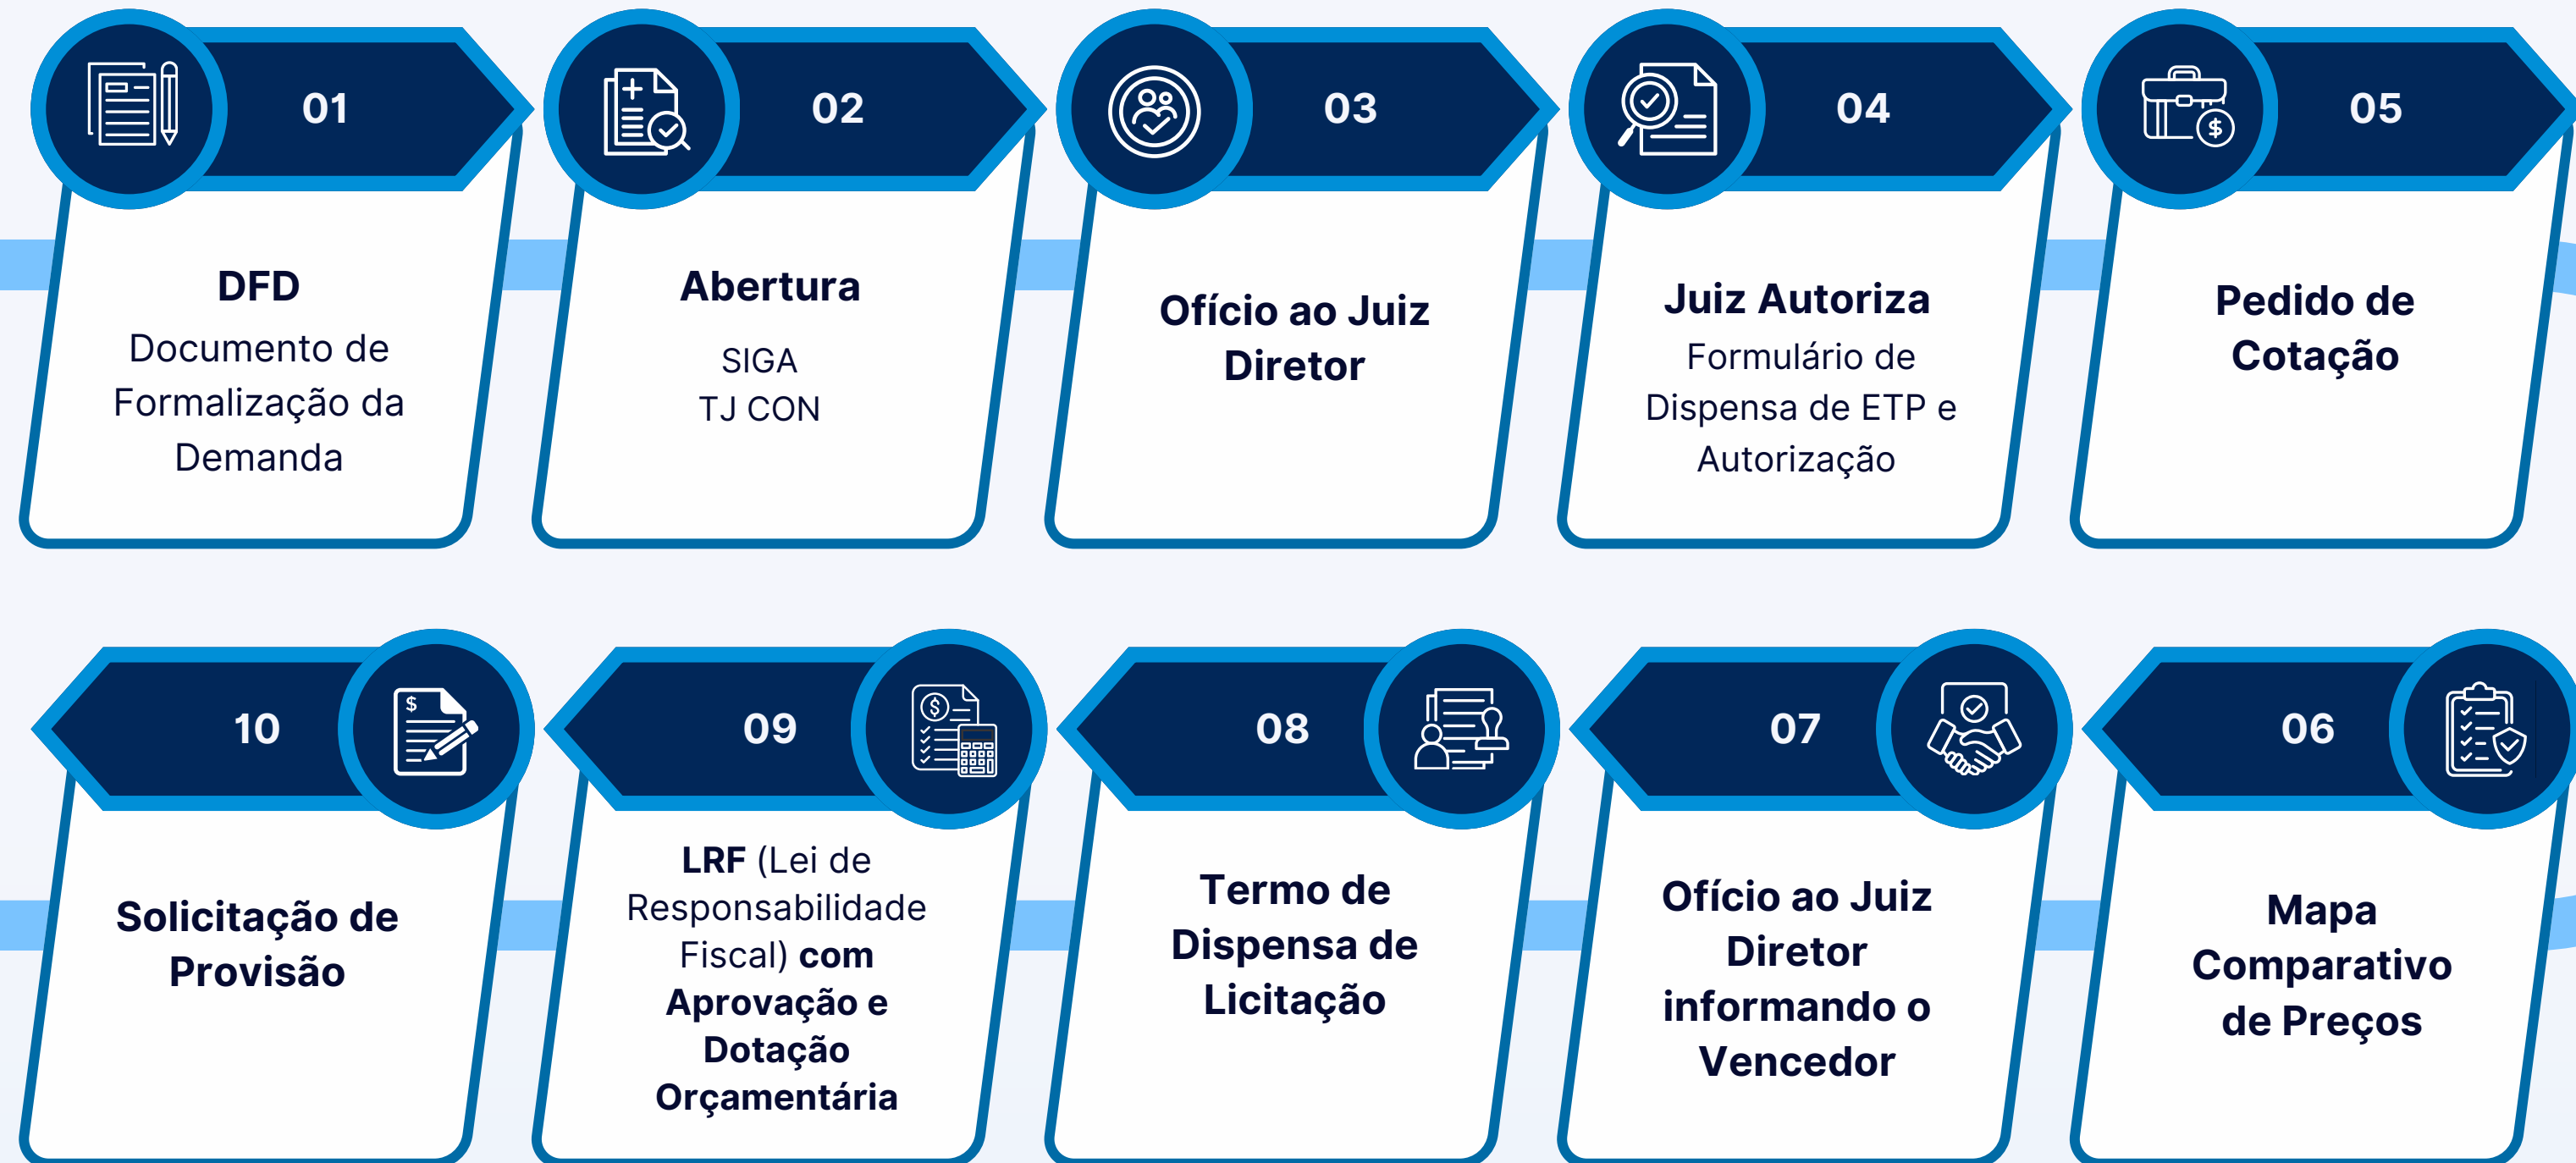 01
DFD
Documento de
Formalização da
Demanda
02
Abertura
SIGA
TJ CON
03
Ofício ao Juiz
Diretor
04
Juiz Autoriza
Formulário de
Dispensa de ETP e
Autorização
05
Pedido de
Cotação
06
Mapa
Comparativo
de Preços
07
Ofício ao Juiz
Diretor
informando o
Vencedor
08
Termo de
Dispensa de
Licitação
09
LRF (Lei de
Responsabilidade
Fiscal) com
Aprovação e
Dotação
Orçamentária
10
Solicitação de
Provisão